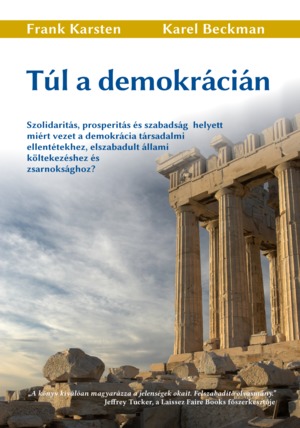 Frank Karsten Karel Beckman
Túl a demokrácián
Szolidaritás, prosperitás és szabadság helyett
miért vezet a demokrácia társadalmi
ellentétekhez, elszabadult állami
költekezéshez és
zsarnoksághoz?
„A könyv kiválóan magyarázza a jelenségek okait. Felszabadító olvasmány."
Jeffrey Tucker, a Laissez Faire Books főszerkesztője